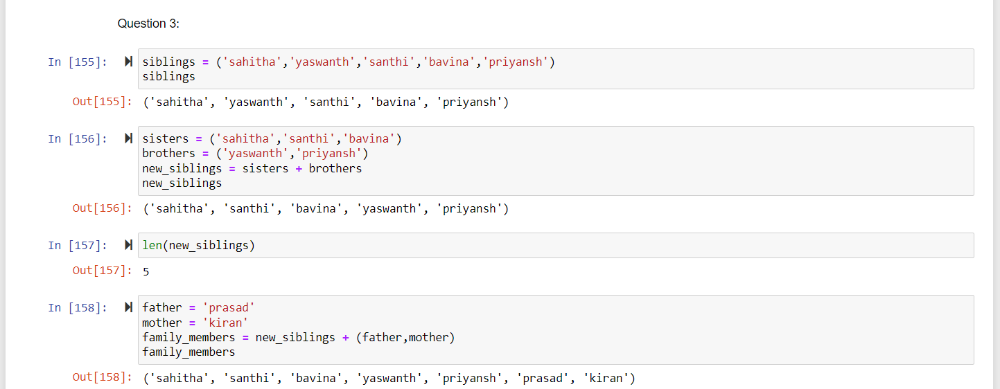 Question 3:
In [155]: siblings = ('sahitha','yaswanth','santhi','bavina','priyansh')
siblings
Out[155]: ('sahitha', 'yaswanth', 'santhi', 'bavina', 'priyansh')
In [156]: sisters = ('sahitha','santhi','bavina')
brothers = ('yaswanth','priyansh')
new_siblings = sisters + brothers
new_siblings
Out[156]: ('sahitha', 'santhi', 'bavina', 'yaswanth', 'priyansh')
In [157]: len(new_siblings)
Out[157]: 5
In [158]: father = 'prasad'
mother = 'kiran'
family_members = new_siblings + (father,mother)
family_members
Out[158]: ('sahitha', 'santhi', 'bavina', 'yaswanth', 'priyansh', 'prasad', 'kiran')